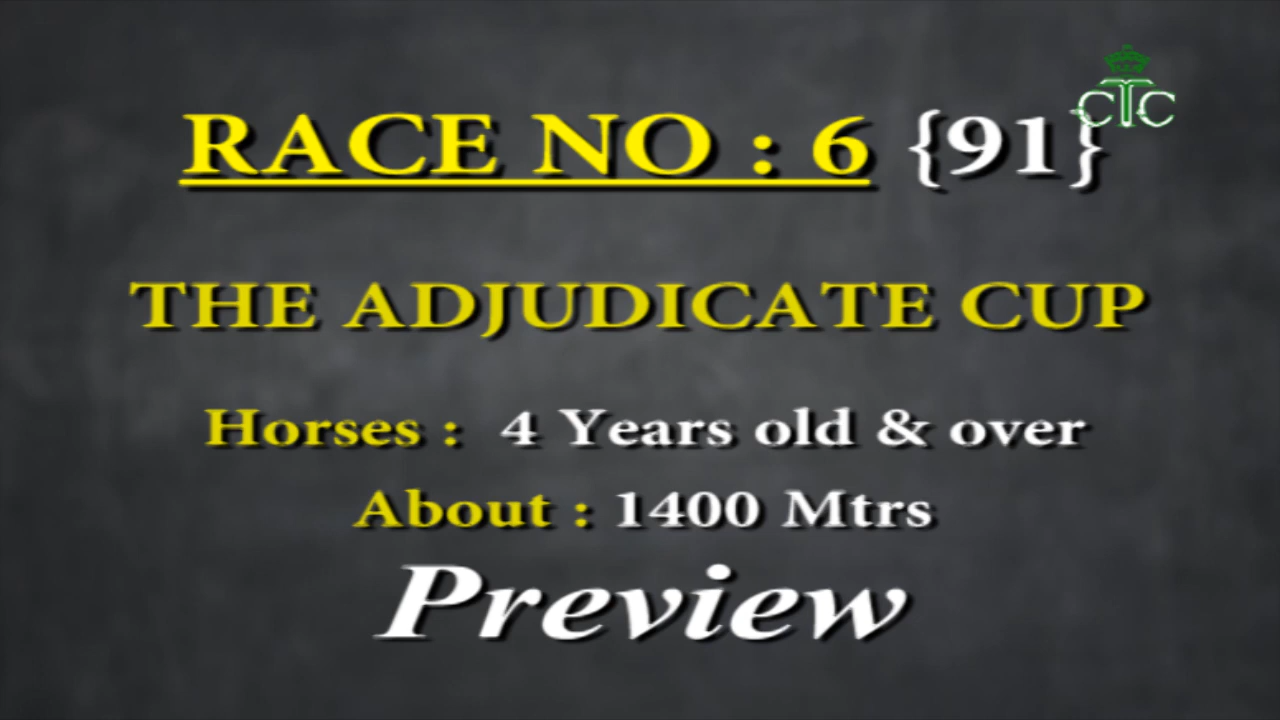 RACE NO : 6 {91}
CTC
THE ADJUDICATE CUP
Horses : 4 Years old & over
About : 1400 Mtrs
Preview